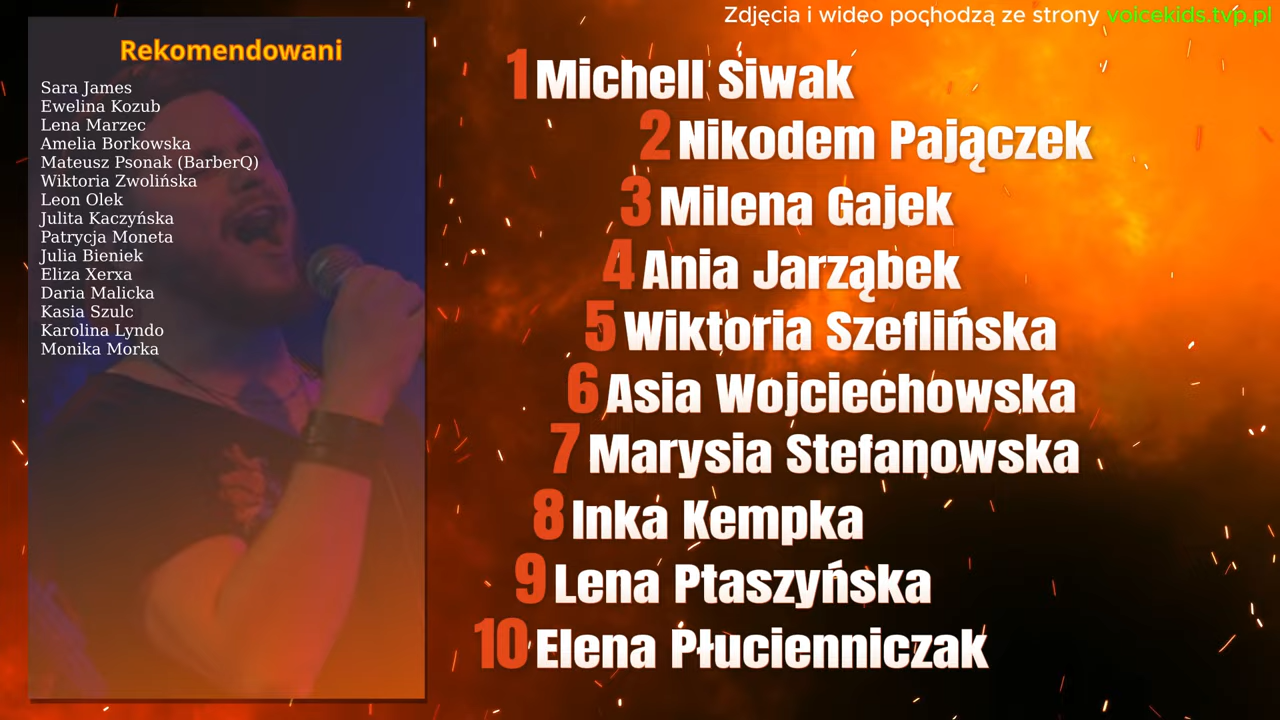 Zdjęcia i wideo pochodzą ze strony voicekids.tvp.pl
Rekomendowani
Sara James
Ewelina Kozub
Lena Marzec
Amelia Borkowska
Mateusz Psonak (BarberQ)
Wiktoria Zwolińska
Leon Olek
Julita Kaczyńska
Patrycja Moneta
Julia Bieniek
Eliza Xerxa
Daria Malicka
Kasia Szulc
Karolina Lyndo
Monika Morka
1 Michell Siwak
2 Nikodem Pajączek
3 Milena Gajek
4 Ania Jarząbek
5 Wiktoria Szeflińska
6 Asia Wojciechowska
7 Marysia Stefanowska
8 Inka Kempka
9 Lena Ptaszyńska
10 Elena Płucienniczak